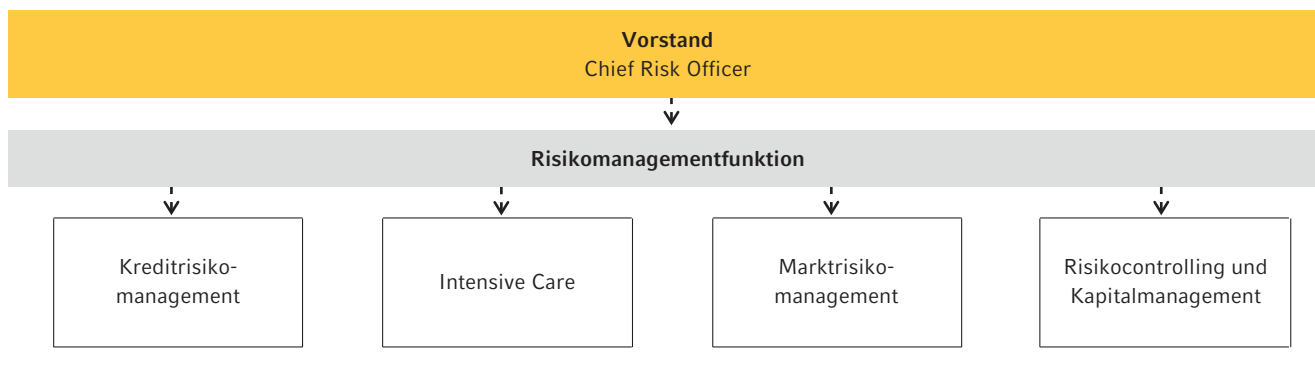 Vorstand
Chief Risk Officer
Risikomanagementfunktion
Kreditrisiko-
management
Intensive Care
Marktrisiko-
management
Risikocontrolling und
Kapitalmanagement